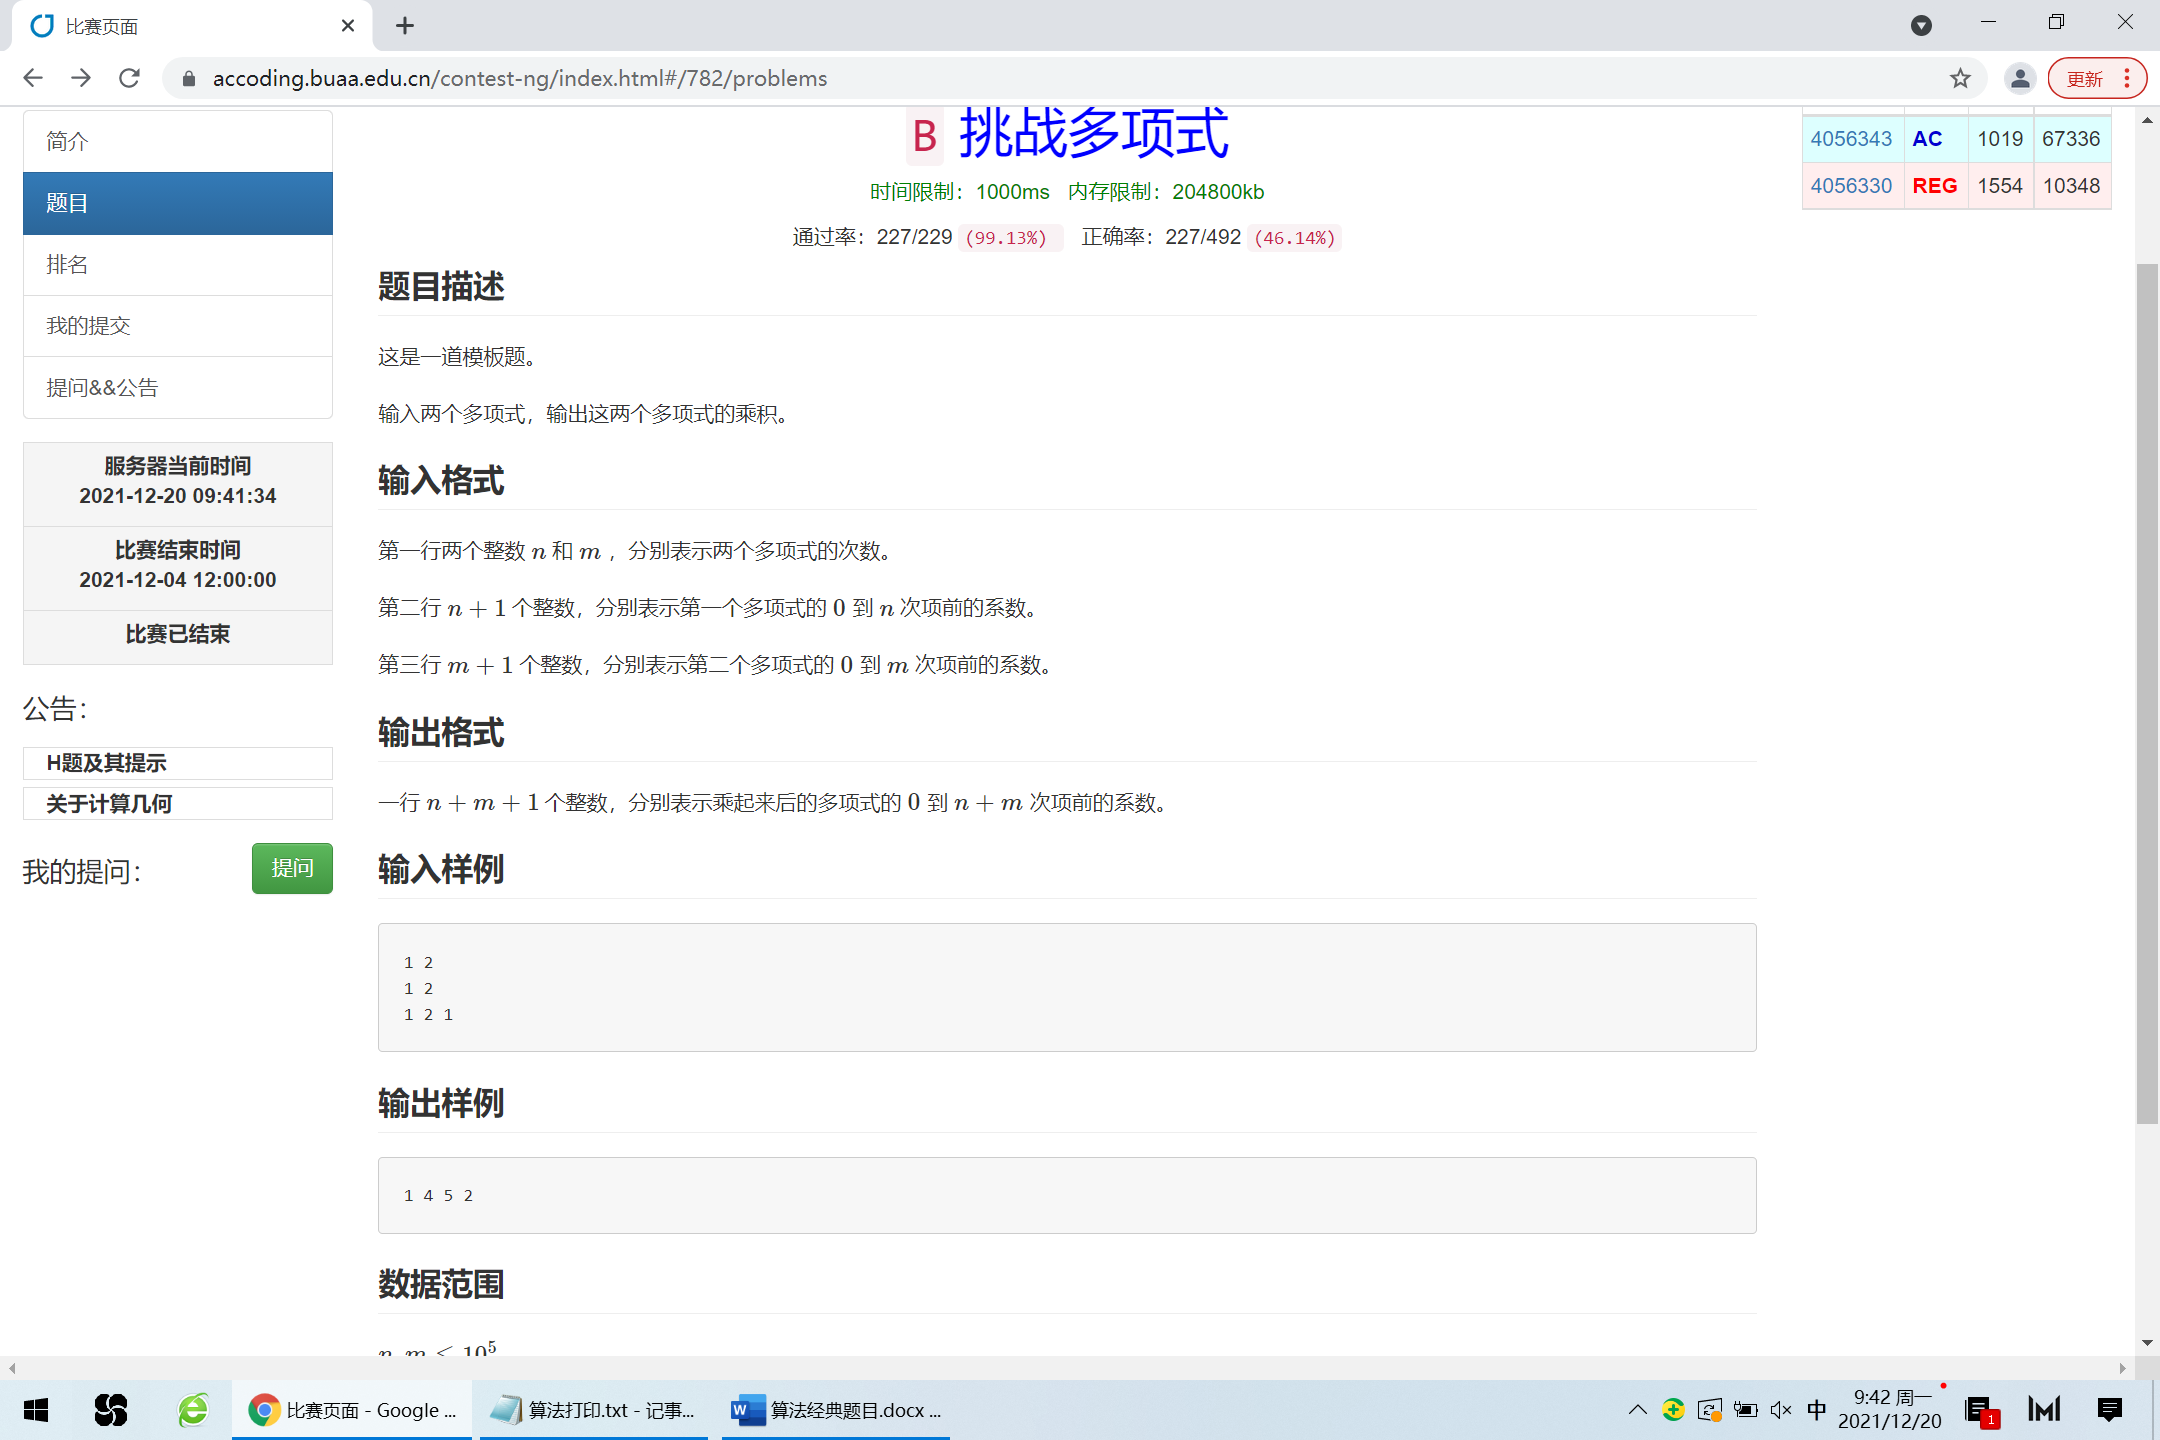 比赛页面
accoding.buaa.edu.cn/contest-ng/index.html#/782/problems
更新
简介
题目
排名
我的提交
提问&&公告
服务器当前时间
2021-12-20 09:41:34
比赛结束时间
2021-12-04 12:00:00
比赛已结束
公告：
H题及其提示
关于计算几何
我的提问：
提问
B 挑战多项式
时间限制：1000ms 内存限制：204800kb
通过率：227/229 (99.13%) 正确率：227/492 (46.14%)
题目描述
这是一道模板题。
输入两个多项式，输出这两个多项式的乘积。
输入格式
第一行两个整数 n 和 m ，分别表示两个多项式的次数。
第二行 n + 1 个整数，分别表示第一个多项式的 0 到 n 次项前的系数。
第三行 m + 1 个整数，分别表示第二个多项式的 0 到 m 次项前的系数。
输出格式
一行 n + m + 1 个整数，分别表示乘起来后的多项式的 0 到 n + m 次项前的系数。
输入样例
1 2
1 2
1 2 1
输出样例
1 4 5 2
数据范围
n, m ≤ 10^5
4056343 AC 1019 67336
4056330 REG 1554 10348
比赛页面 - Google ...
算法打印.txt - 记事...
算法经典题目.docx ...
中
9:42 周一
2021/12/20
1